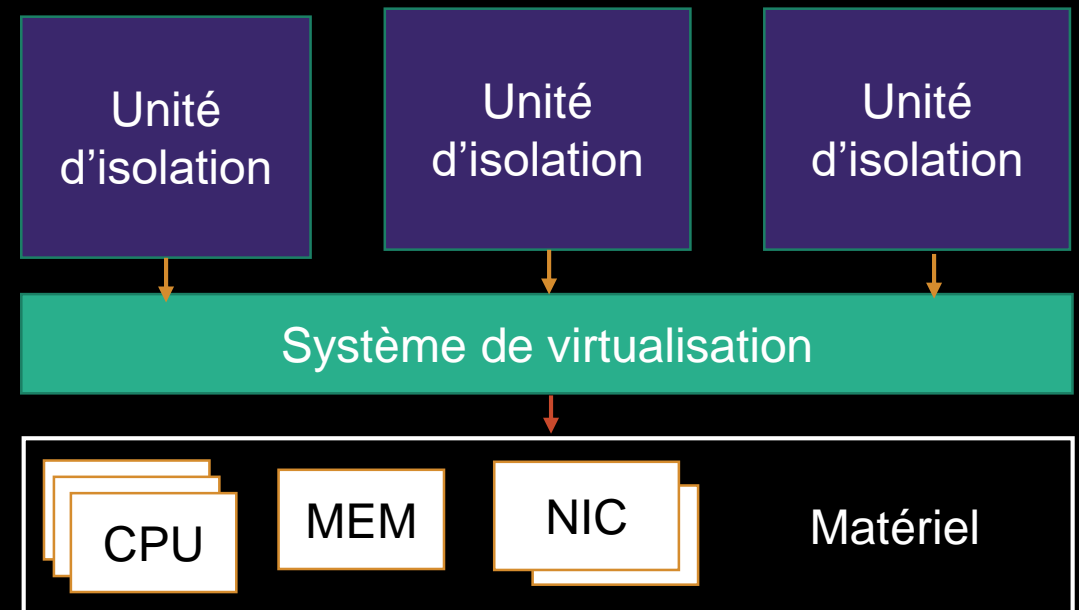 Unité
d’isolation
Unité
d’isolation
Unité
d’isolation
Système de virtualisation
CPU
MEM
NIC
Matériel